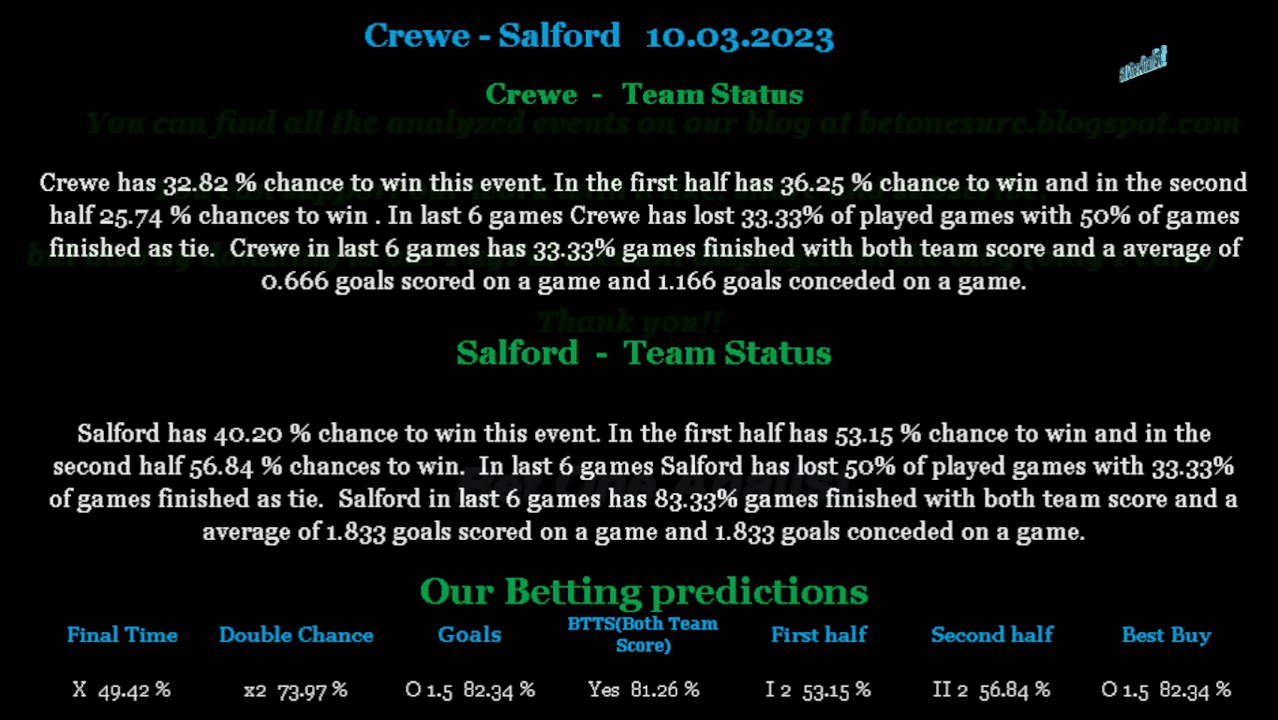 Crewe - Salford 10.03.2023
Crewe - Team Status
You can find all the analyzed events on our blog at betonesure.blogspot.com
Crewe has 32.82 % chance to win this event. In the first half has 36.25 % chance to win and in the second
half 25.74 % chances to win . In last 6 games Crewe has lost 33.33% of played games with 50% of games
finished as tie. Crewe in last 6 games has 33.33% games finished with both team score and a average of
0.666 goals scored on a game and 1.166 goals conceded on a game.
Thank you!!
Salford - Team Status
Salford has 40.20 % chance to win this event. In the first half has 53.15 % chance to win and in the
second half 56.84 % chances to win. In last 6 games Salford has lost 50% of played games with 33.33%
of games finished as tie. Salford in last 6 games has 83.33% games finished with both team score and a
average of 1.833 goals scored on a game and 1.833 goals conceded on a game.
Our Betting predictions
Final Time Double Chance Goals BTTS(Both Team First half Second half Best Buy
Score)
X 49.42 % x2 73.97 % O 1.5 82.34 % Yes 81.26 % I 2 53.15 % II 2 56.84 % O 1.5 82.34 %